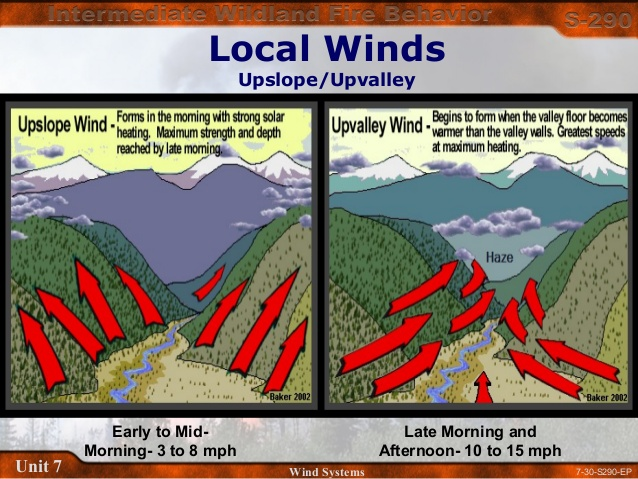 Intermediate Wildland Fire Behavior
S-290
Local Winds
Upslope/Upvalley
Upslope Wind - Forms in the morning with strong solar
heating. Maximum strength and depth
reached by late morning.
Baker 2002
Upvalley Wind - Begins to form when the valley floor becomes
warmer than the valley walls. Greatest speeds
at maximum heating.
Haze
Baker 2002
Early to Mid-
Morning- 3 to 8 mph
Late Morning and
Afternoon- 10 to 15 mph
Unit 7
Wind Systems
7-30-S290-EP